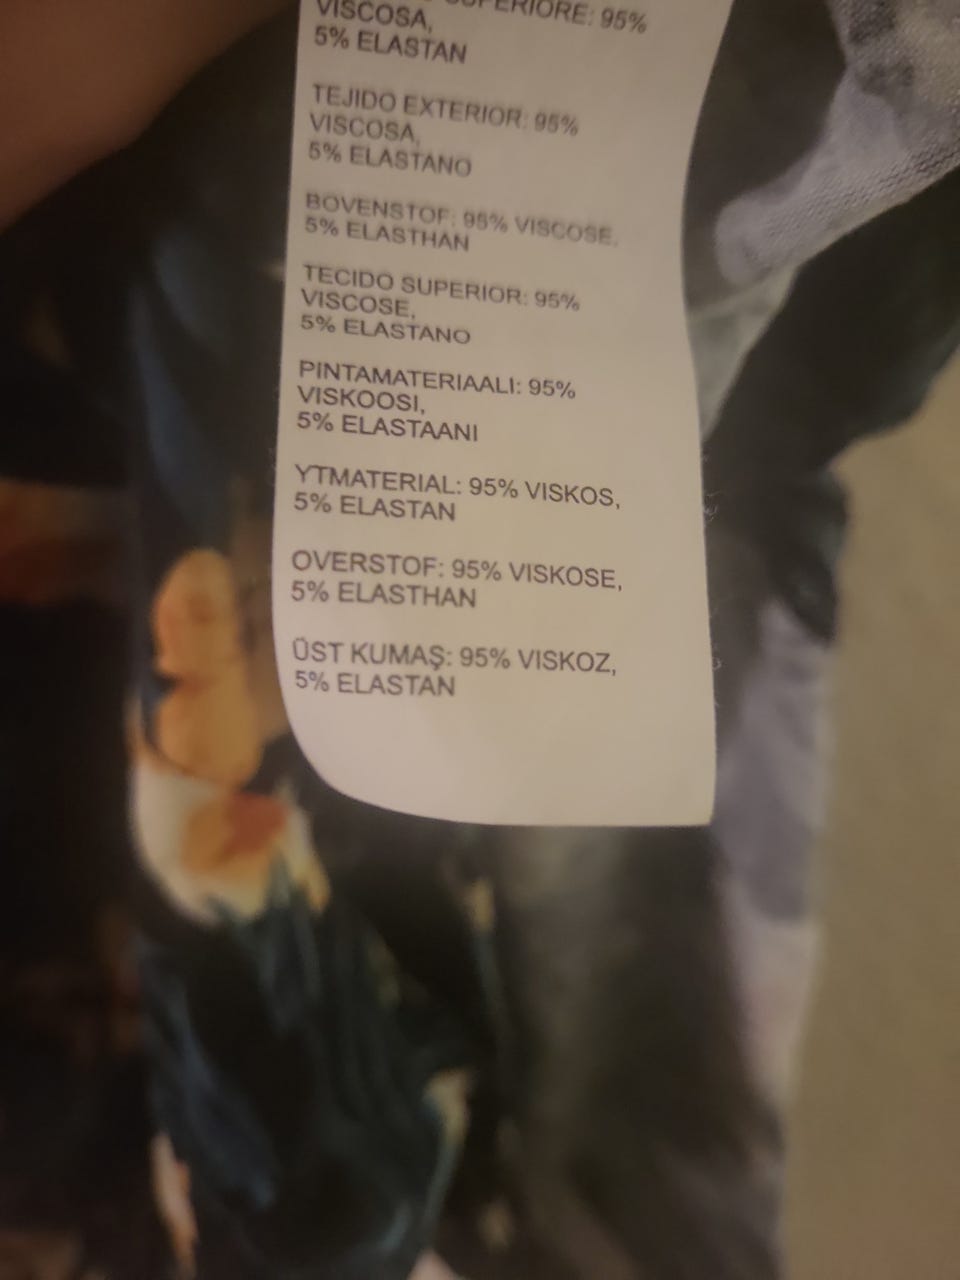 SUPERIORE: 95%
VISCOSA,
5% ELASTAN
TEJIDO EXTERIOR: 95%
VISCOSA,
5% ELASTANO
BOVENSTOF: 95% VISCOSE,
5% ELASTHAN
TECIDO SUPERIOR: 95%
VISCOSE,
5% ELASTANO
PINTAMATERIAALI: 95%
VISKOOSI,
5% ELASTAANI
YTMATERIAL: 95% VISKOS,
5% ELASTAN
OVERSTOF: 95% VISKOSE,
5% ELASTHAN
ÜST KUMAŞ: 95% VISKOZ,
5% ELASTAN